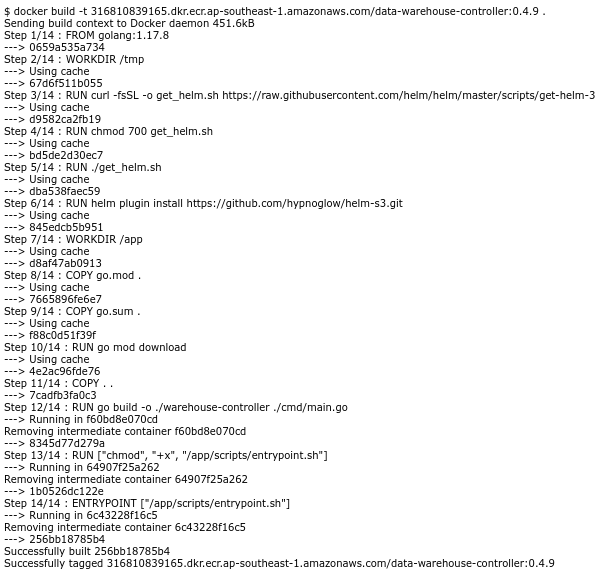 $ docker build -t 316810839165.dkr.ecr.ap-southeast-1.amazonaws.com/data-warehouse-controller:0.4.9 .
Sending build context to Docker daemon 451.6kB
Step 1/14 : FROM golang:1.17.8
---> 0659a535a734
Step 2/14 : WORKDIR /tmp
---> Using cache
---> 67d6f511b055
Step 3/14 : RUN curl -fsSL -o get_helm.sh https://raw.githubusercontent.com/helm/helm/master/scripts/get-helm-3
---> Using cache
---> d9582ca2fb19
Step 4/14 : RUN chmod 700 get_helm.sh
---> Using cache
---> bd5de2d30ec7
Step 5/14 : RUN ./get_helm.sh
---> Using cache
---> dba538faec59
Step 6/14 : RUN helm plugin install https://github.com/hypnoglow/helm-s3.git
---> Using cache
---> 845edcb5b951
Step 7/14 : WORKDIR /app
---> Using cache
---> d8af47ab0913
Step 8/14 : COPY go.mod .
---> Using cache
---> 7665896fe6e7
Step 9/14 : COPY go.sum .
---> Using cache
---> f88c0d51f39f
Step 10/14 : RUN go mod download
---> Using cache
---> 4e2ac96fde76
Step 11/14 : COPY . .
---> 7cadfb3fa0c3
Step 12/14 : RUN go build -o ./warehouse-controller ./cmd/main.go
---> Running in f60bd8e070cd
Removing intermediate container f60bd8e070cd
---> 8345d77d279a
Step 13/14 : RUN ["chmod", "+x", "/app/scripts/entrypoint.sh"]
---> Running in 64907f25a262
Removing intermediate container 64907f25a262
---> 1b0526dc122e
Step 14/14 : ENTRYPOINT ["/app/scripts/entrypoint.sh"]
---> Running in 6c43228f16c5
Removing intermediate container 6c43228f16c5
---> 256bb18785b4
Successfully built 256bb18785b4
Successfully tagged 316810839165.dkr.ecr.ap-southeast-1.amazonaws.com/data-warehouse-controller:0.4.9